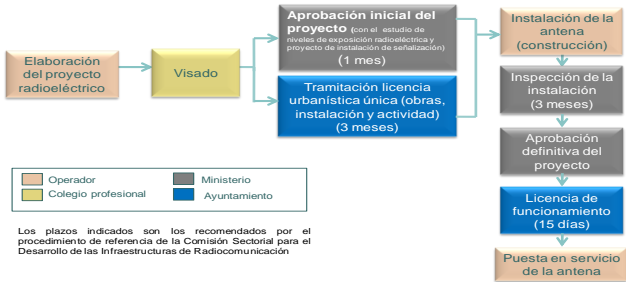 Elaboración
del proyecto
radioeléctrico
Visado
Aprobación inicial del
proyecto (con el estudio de
niveles de exposición radioeléctrica y
proyecto de instalación de señalización)
(1 mes)
Tramitación licencia
urbanística única (obras,
instalación y actividad)
(3 meses)
Instalación de la
antena
(construcción)
Inspección de la
instalación
(3 meses)
Aprobación
definitiva del
proyecto
Licencia de
funcionamiento
(15 días)
Puesta en servicio
de la antena
Operador
Ministerio
Colegio profesional
Ayuntamiento
Los plazos indicados son los recomendados por el
procedimiento de referencia de la Comisión Sectorial para el
Desarrollo de las Infraestructuras de Radiocomunicación